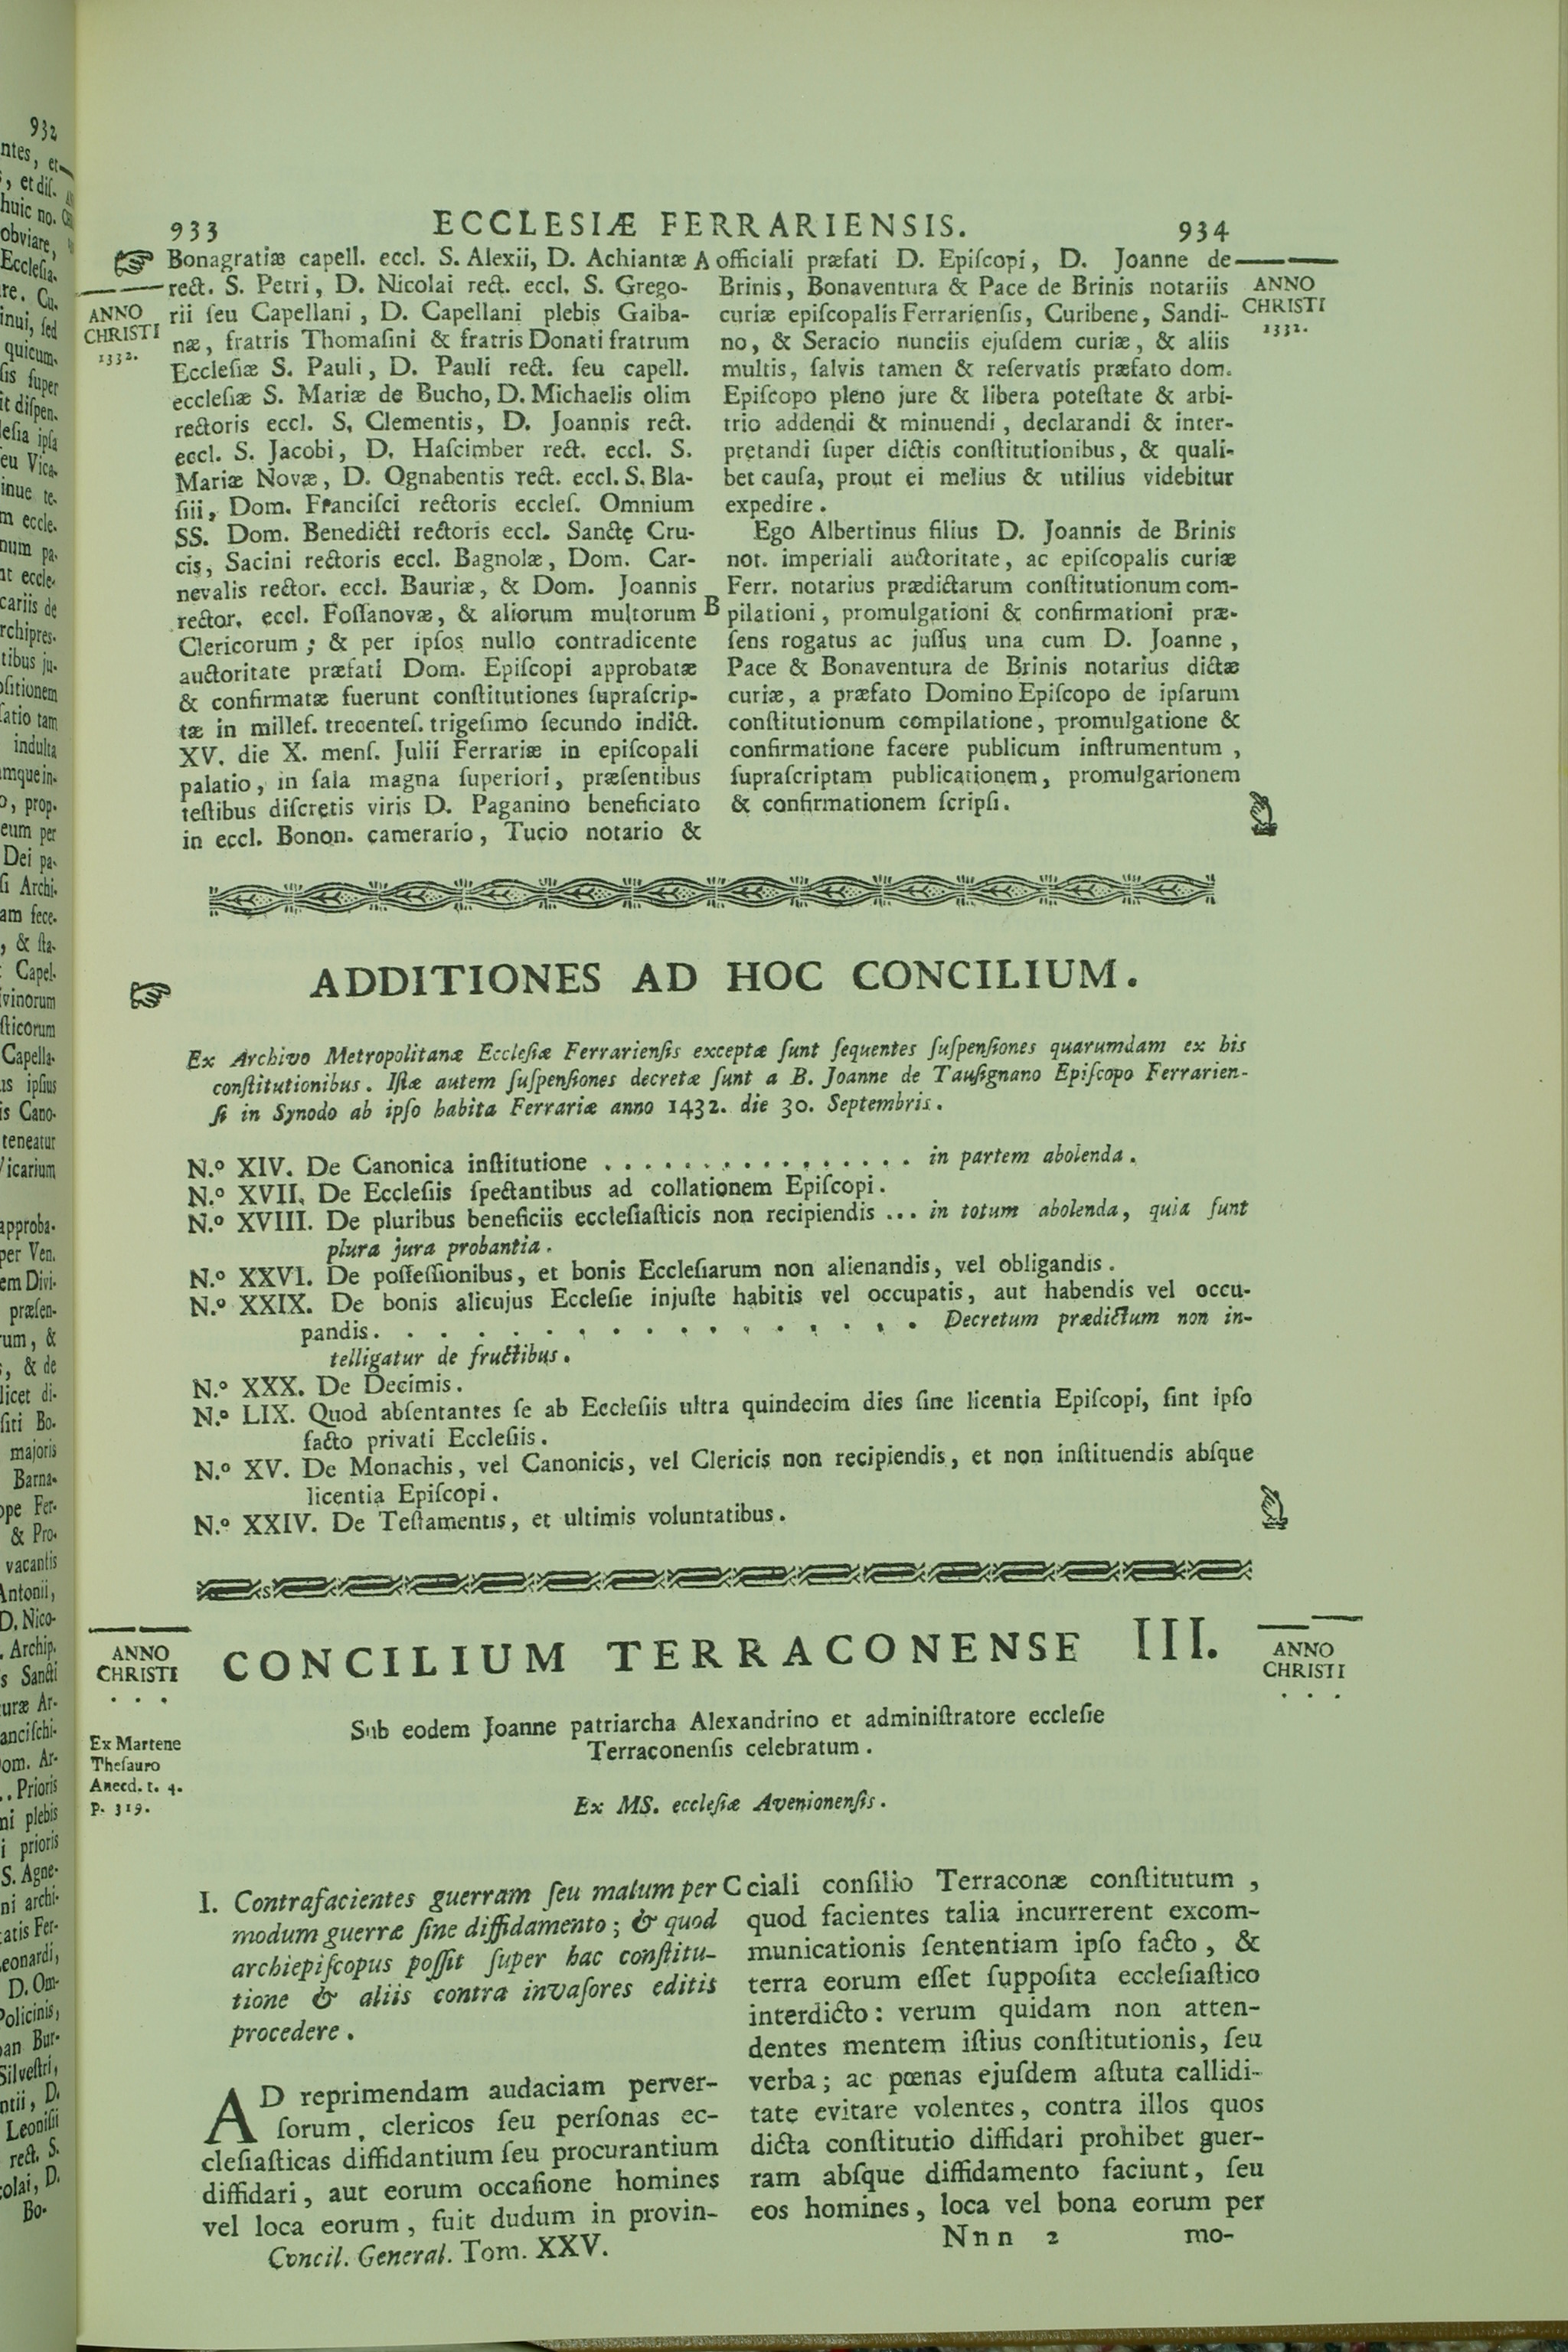 933
ECCLESIÆ FERRARIENSIS.
934
Bonagratiæ capell. eccl. S. Alexii, D. Achiantæ
rect. S. Petri, D. Nicolai rect. eccl. S. Grego-
rii ſeu Capellani, D. Capellani plebis Gaiba-
næ, fratris Thomaſini & fratris Donati fratrum
Eccleſiæ S. Pauli, D. Pauli rect. ſeu capell.
eccleſiæ S. Mariæ de Bucho, D. Michaelis olim
rectoris eccl. S. Clementis, D. Joannis rect.
eccl. S. Jacobi, D. Haſcimber rect. eccl. S.
Mariæ Novæ, D. Ognabentis rect. eccl. S. Bla-
ſii, Dom. Franciſci rectoris eccleſ. Omnium
SS. Dom. Benedicti rectoris eccl. Sanctę Cru-
cis, Sacini rectoris eccl. Bagnolæ, Dom. Car-
nevalis rector. eccl. Bauriæ, & Dom. Joannis
rector. eccl. Foſſanovæ, & aliorum multorum
Clericorum; & per ipſos nullo contradicente
auctoritate præfati Dom. Epiſcopi approbatæ
& confirmatæ fuerunt conſtitutiones ſupraſcrip-
tæ in milleſ. trecenteſ. trigeſimo ſecundo indict.
XV. die X. menſ. Julii Ferrariæ in epiſcopali
palatio, in ſala magna ſuperiori, præſentibus
teſtibus diſcretis viris D. Paganino beneficiato
in eccl. Bonon. camerario, Tucio notario &
ANNO
CHRISTI
1332.
A
B
officiali præfati D. Epiſcopi, D. Joanne de
Brinis, Bonaventura & Pace de Brinis notariis
curiæ epiſcopalis Ferrarienſis, Curibene, Sandi-
no, & Seracio nunciis ejuſdem curiæ, & aliis
multis, ſalvis tamen & reſervatis præfato dom.
Epiſcopo pleno jure & libera poteſtate & arbi-
trio addendi & minuendi, declarandi & inter-
pretandi ſuper dictis conſtitutionibus, & quali-
bet cauſa, prout ei melius & utilius videbitur
expedire.
Ego Albertinus filius D. Joannis de Brinis
not. imperiali auctoritate, ac epiſcopalis curiæ
Ferr. notarius prædictarum conſtitutionum com-
pilationi, promulgationi & confirmationi præ-
ſens rogatus ac juſſus una cum D. Joanne,
Pace & Bonaventura de Brinis notarius dictæ
curiæ, a præfato Domino Epiſcopo de ipſarum
conſtitutionum compilatione, promulgatione &
confirmatione facere publicum inſtrumentum,
ſupraſcriptam publicationem, promulgarionem
& confirmationem ſcripſi.
ANNO
CHRISTI
1332.
ADDITIONES AD HOC CONCILIUM.
Ex Archivo Metropolitanæ Eccleſiæ Ferrarienſis exceptæ ſunt ſequentes ſuſpenſiones quarumdam ex his
conſtitutionibus. Iſtæ autem ſuſpenſiones decretæ ſunt a B. Joanne de Tauſignano Epiſcopo Ferrarien-
ſi in Synodo ab ipſo habita Ferrariæ anno 1432. die 30. Septembris.
N.º XIV. De Canonica inſtitutione . . . . . . . . . . . . . . . . in partem abolenda.
N.º XVII. De Eccleſiis ſpectantibus ad collationem Epiſcopi.
N.º XVIII. De pluribus beneficiis eccleſiaſticis non recipiendis ... in totum abolenda, quia ſunt
plura jura probantia.
N.º XXVI. De poſſeſſionibus, et bonis Eccleſiarum non alienandis, vel obligandis.
N.º XXIX. De bonis alicujus Eccleſie injuſte habitis vel occupatis, aut habendis vel occu-
pandis. . . . . . . . . . . . . . . . . . Decretum prædictum non in-
telligatur de fructibus.
N.º XXX. De Decimis.
N.º LIX. Quod abſentantes ſe ab Eccleſiis ultra quindecim dies ſine licentia Epiſcopi, ſint ipſo
facto privati Eccleſiis.
N.º XV. De Monachis, vel Canonicis, vel Clericis non recipiendis, et non inſtituendis abſque
licentia Epiſcopi.
N.º XXIV. De Teſtamentis, et ultimis voluntatibus.
ANNO
CHRISTI
. . .
CONCILIUM TERRACONENSE III.
ANNO
CHRISTI
. . .
Sub eodem Joanne patriarcha Alexandrino et adminiſtratore eccleſie
Terraconenſis celebratum.
Ex Martene
Theſauro
Anecd. t. 4.
p. 319.
Ex MS. eccleſiæ Avenionenſis.
I. Contrafacientes guerram ſeu malum per
modum guerræ ſine diffidamento; & quod
archiepiſcopus poſſit ſuper hac conſtitu-
tione & aliis contra invaſores editis
procedere.
AD reprimendam audaciam perver-
ſorum, clericos ſeu perſonas ec-
cleſiaſticas diffidantium ſeu procurantium
diffidari, aut eorum occaſione homines
vel loca eorum, fuit dudum in provin-
Concil. General. Tom. XXV.
C
ciali conſilio Terraconæ conſtitutum,
quod facientes talia incurrerent excom-
municationis ſententiam ipſo facto, &
terra eorum eſſet ſuppoſita eccleſiaſtico
interdicto: verum quidam non atten-
dentes mentem iſtius conſtitutionis, ſeu
verba; ac pœnas ejuſdem aſtuta callidi-
tate evitare volentes, contra illos quos
dicta conſtitutio diffidari prohibet guer-
ram abſque diffidamento faciunt, ſeu
eos homines, loca vel bona eorum per
Nnn 2
mo-